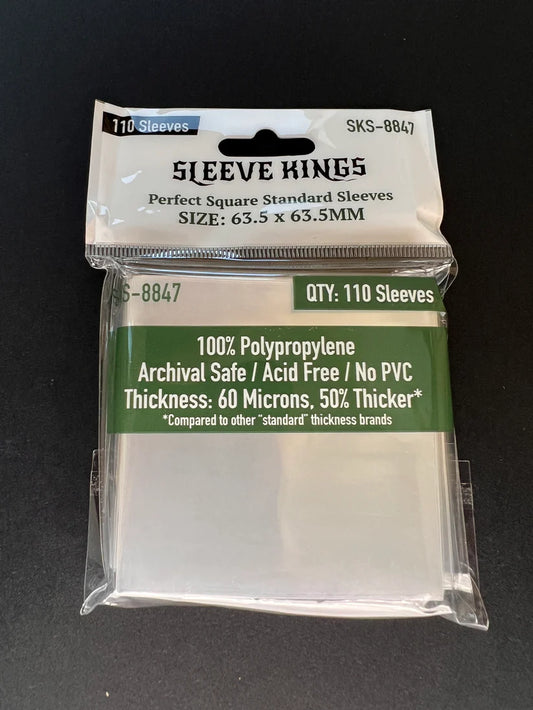 110 Sleeves
SKS-8847
SLEEVE KINGS
Perfect Square Standard Sleeves
SIZE: 63.5 x 63.5MM
S-8847
QTY: 110 Sleeves
100% Polypropylene
Archival Safe / Acid Free / No PVC
Thickness: 60 Microns, 50% Thicker*
*Compared to other “standard” thickness brands